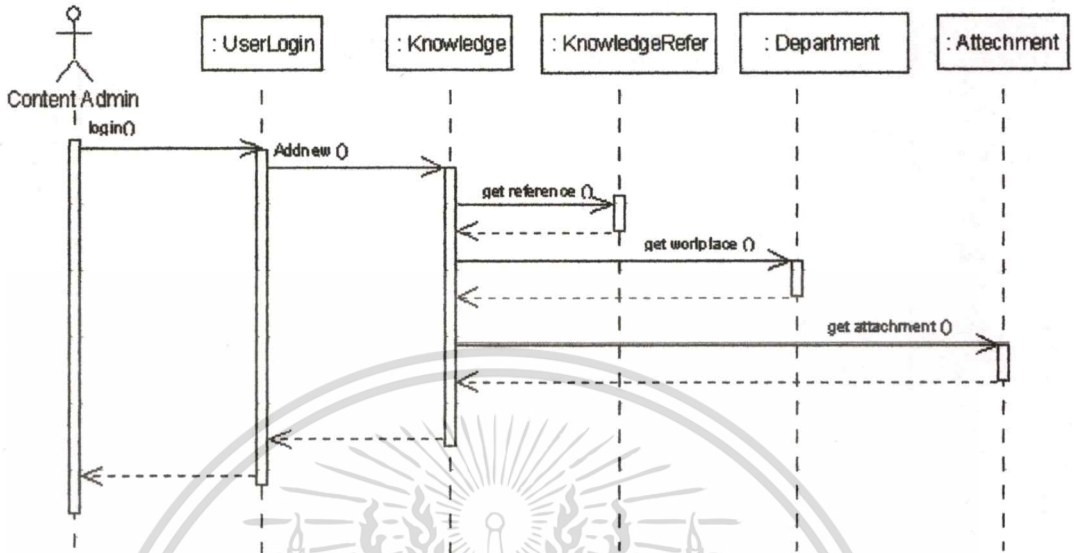 : UserLogin
: Knowledge
: KnowledgeRefer
: Department
: Attechment
Content Admin
login()
Addnew ()
get reference ()
get worlplace ()
get attachment ()